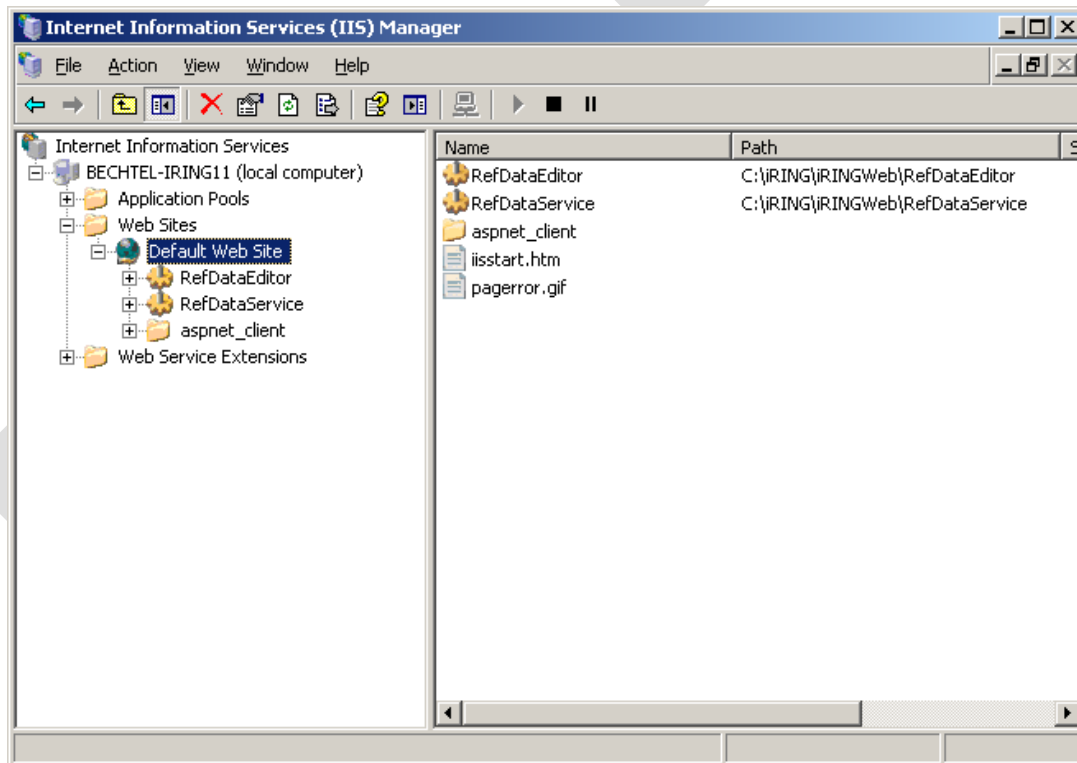 Internet Information Services (IIS) Manager
File Action View Window Help
Internet Information Services
BECHTEL-IRING11 (local computer)
Application Pools
Web Sites
Default Web Site
RefDataEditor
RefDataService
aspnet_client
Web Service Extensions
Name Path
RefDataEditor C:\iRING\iRINGWeb\RefDataEditor
RefDataService C:\iRING\iRINGWeb\RefDataService
aspnet_client
iisstart.htm
pagerror.gif